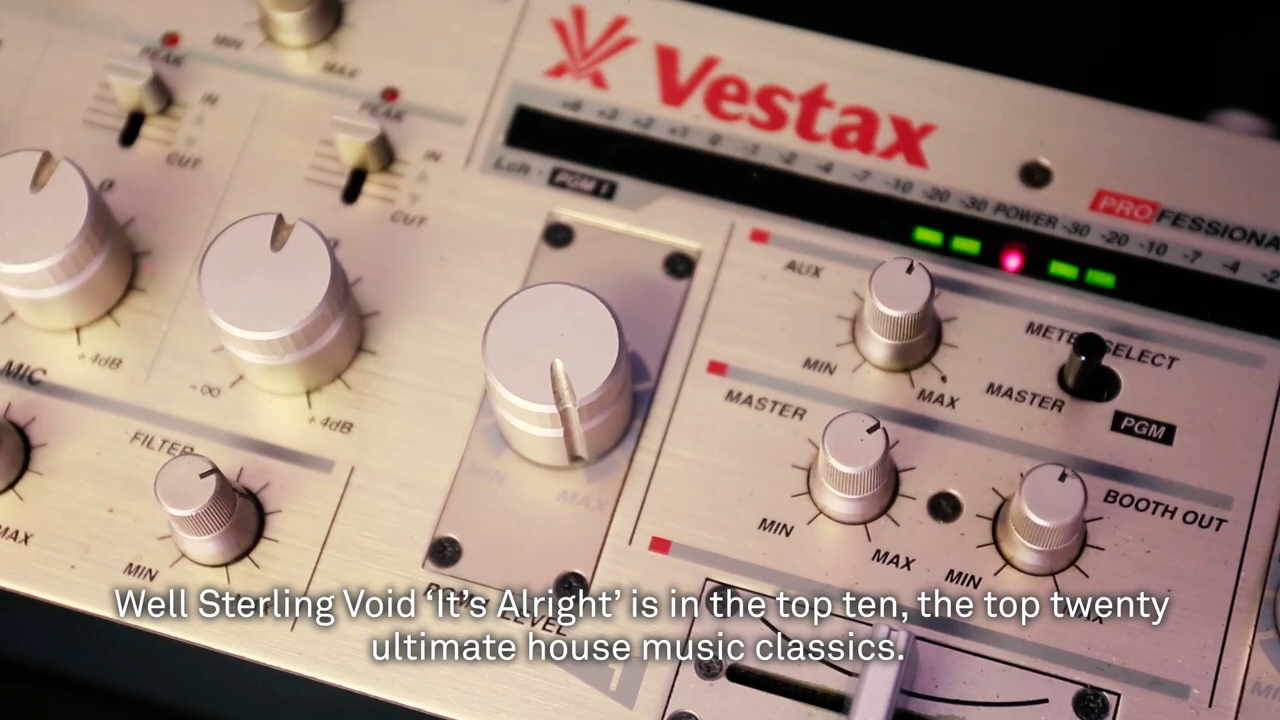 MIN
MAX
PEAK
PEAK
IN
CUT
IN
CUT
Vestax
PROFESSIONA
+6 +3 +2 +1 0 -1 -2 -4 -7 -10 -20 -30 POWER -30 -20 -10 -7 -4 -2
Lch - PGM 1
AUX
MIN
MAX
METER SELECT
MASTER
PGM
MASTER
MIN
MAX
BOOTH OUT
MIN
+4dB
-∞
+4dB
MIC
FILTER
MAX
MIN
MIN
MAX
LEVEL
1
Well Sterling Void ‘It’s Alright’ is in the top ten, the top twenty
ultimate house music classics.